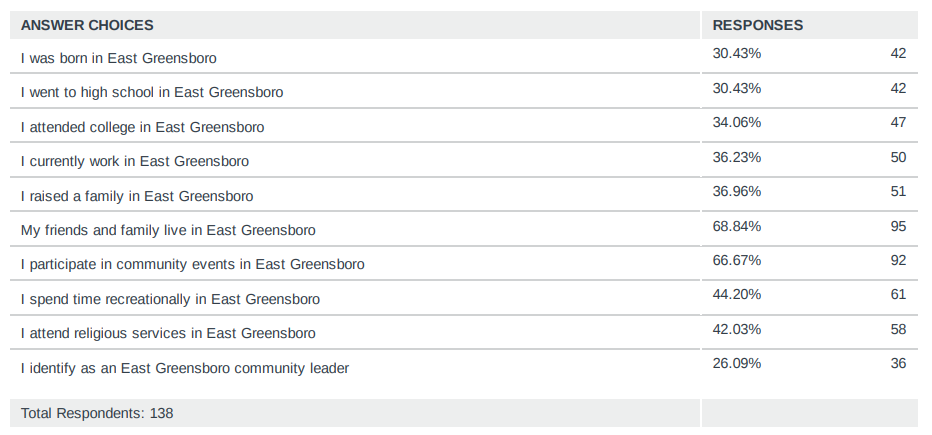 ANSWER CHOICES RESPONSES
I was born in East Greensboro 30.43% 42
I went to high school in East Greensboro 30.43% 42
I attended college in East Greensboro 34.06% 47
I currently work in East Greensboro 36.23% 50
I raised a family in East Greensboro 36.96% 51
My friends and family live in East Greensboro 68.84% 95
I participate in community events in East Greensboro 66.67% 92
I spend time recreationally in East Greensboro 44.20% 61
I attend religious services in East Greensboro 42.03% 58
I identify as an East Greensboro community leader 26.09% 36
Total Respondents: 138